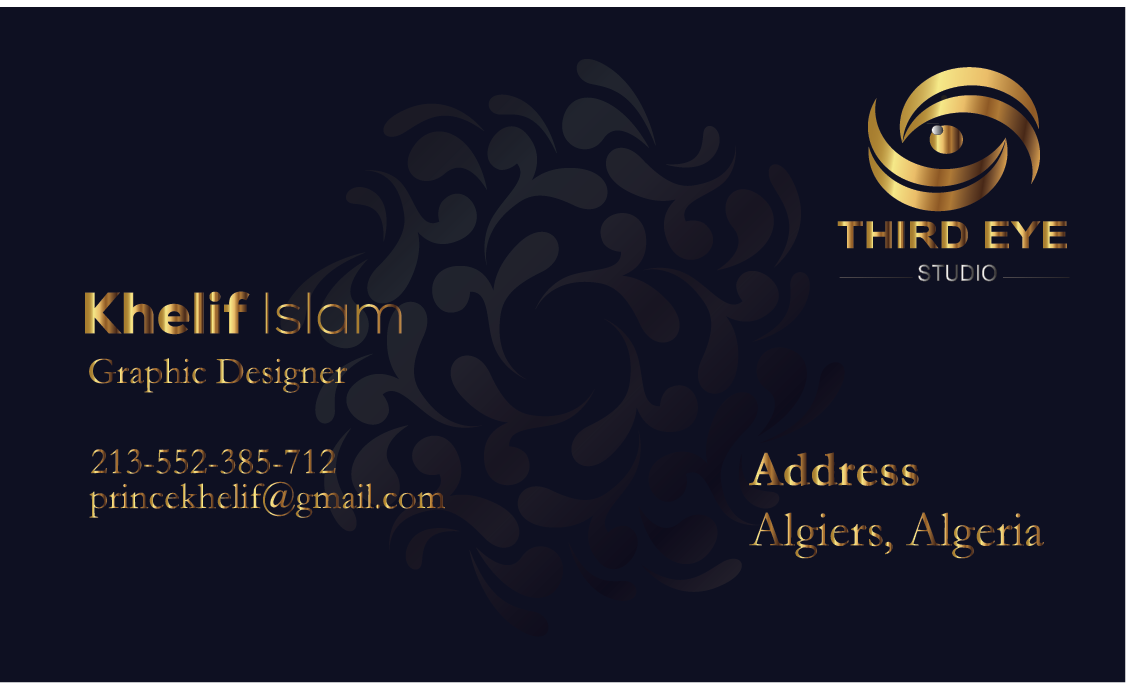 THIRD EYE
STUDIO
Khelif Islam
Graphic Designer
213-552-385-712
princekhelif@gmail.com
Address
Algiers, Algeria